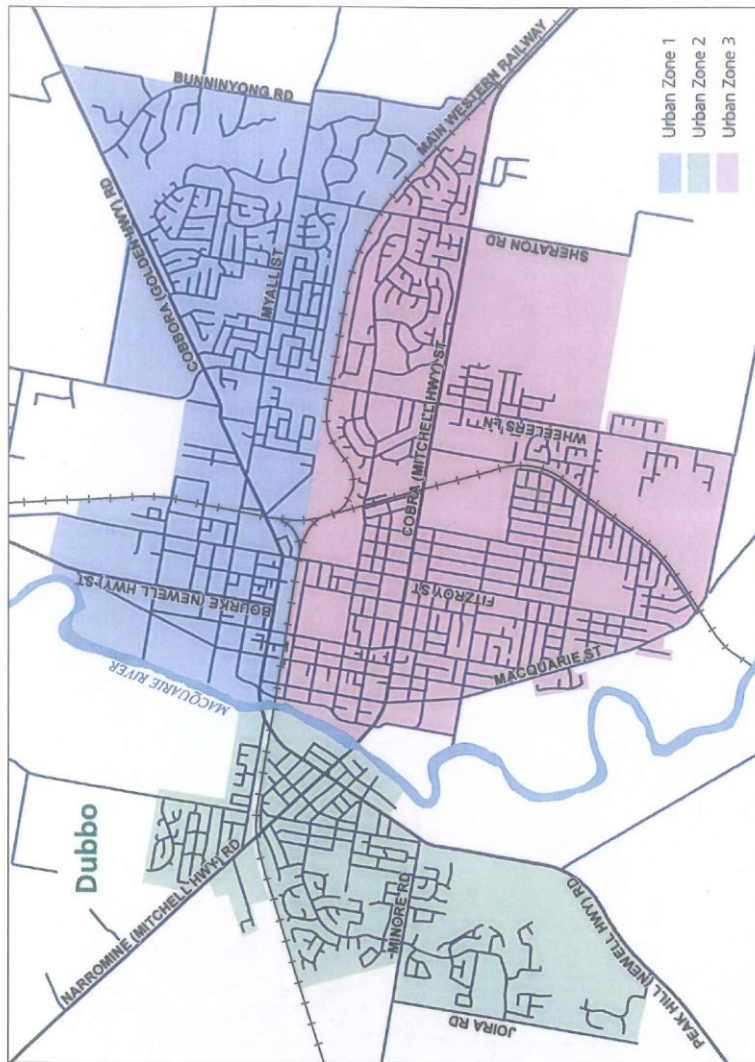 Dubbo
NARROMINE (MITCHELL HWY) RD
MACQUARIE RIVER
BOURKE (NEWELL HWY) ST
COBBORA (GOLDEN HWY) RD
BUNNINYONG RD
MYALL ST
MAIN WESTERN RAILWAY
COBRA (MITCHELL HWY) ST
SHERATON RD
WHEELERS LN
FITZROY ST
MACQUARIE ST
MINORE RD
JOIRA RD
PEAK HILL (NEWELL HWY) RD
Urban Zone 1
Urban Zone 2
Urban Zone 3